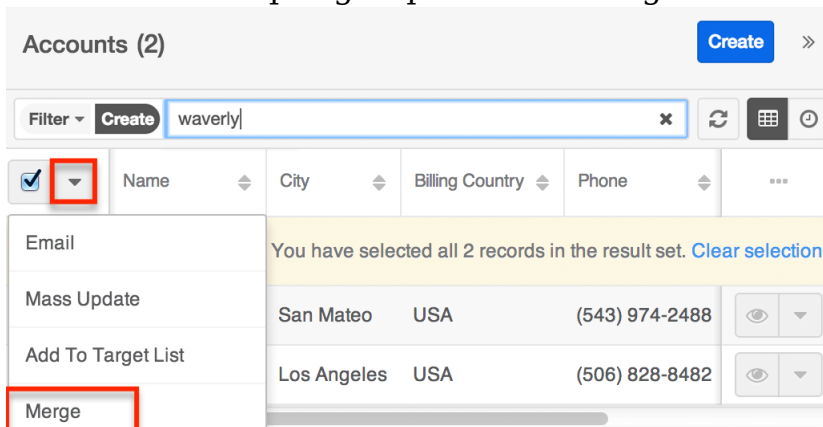 Accounts (2)
Create
Filter Create waverly
Name City Billing Country Phone
Email
You have selected all 2 records in the result set. Clear selection
Mass Update
San Mateo USA (543) 974-2488
Add To Target List
Los Angeles USA (506) 828-8482
Merge